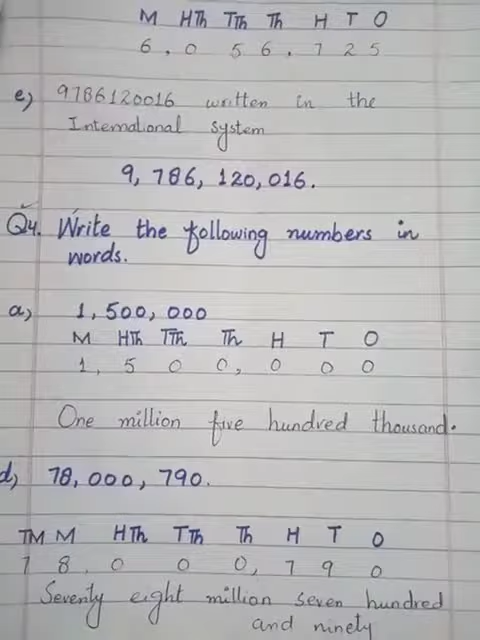 M HTh TTh Th H T O
6, 0 5 6, 7 2 5
e) 9786120016 written in the
International system
9, 786, 120, 016.
Q4. Write the following numbers in
words.
a) 1, 500, 000
M HTh TTh Th H T O
1, 5 0 0, 0 0 0
One million five hundred thousand.
d) 78, 000, 790.
TM M HTh TTh Th H T O
7 8, 0 0 0, 7 9 0
Seventy eight million seven hundred
and ninety